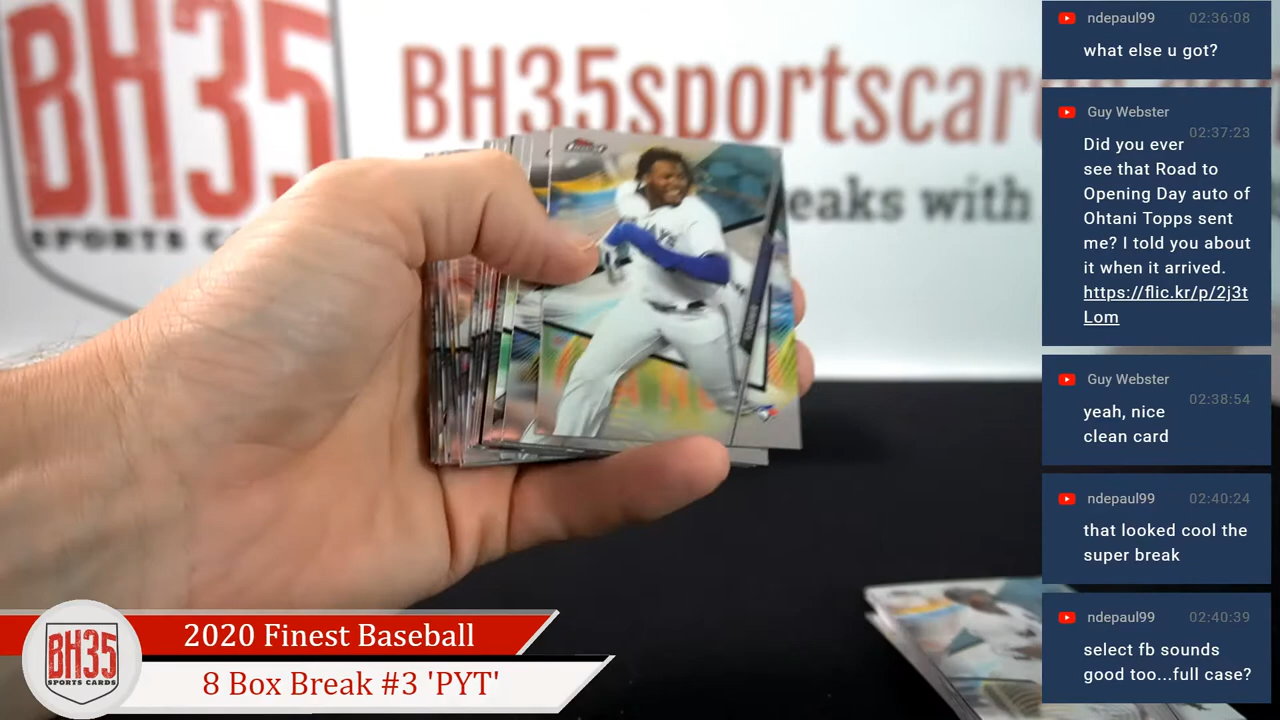 BH35
SPORTS C
BH35sportscar
eaks with
Finest
ndepaul99 02:36:08
what else u got?
Guy Webster 02:37:23
Did you ever
see that Road to
Opening Day auto of
Ohtani Topps sent
me? I told you about
it when it arrived.
https://flic.kr/p/2j3t
Lom
Guy Webster 02:38:54
yeah, nice
clean card
ndepaul99 02:40:24
that looked cool the
super break
ndepaul99 02:40:39
select fb sounds
good too...full case?
BH35
SPORTS CARDS
2020 Finest Baseball
8 Box Break #3 'PYT'